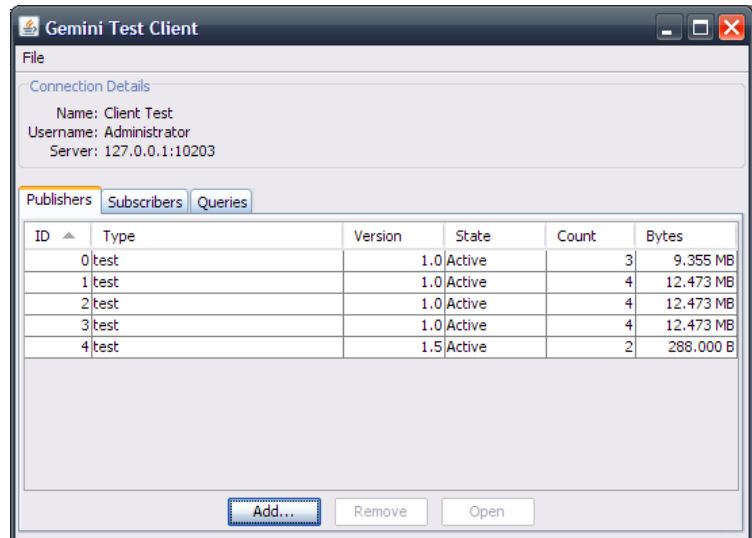 Gemini Test Client
File
Connection Details
Name: Client Test
Username: Administrator
Server: 127.0.0.1:10203
Publishers Subscribers Queries
ID Type Version State Count Bytes
0 test 1.0 Active 3 9.355 MB
1 test 1.0 Active 4 12.473 MB
2 test 1.0 Active 4 12.473 MB
3 test 1.0 Active 4 12.473 MB
4 test 1.5 Active 2 288.000 B
Add... Remove Open